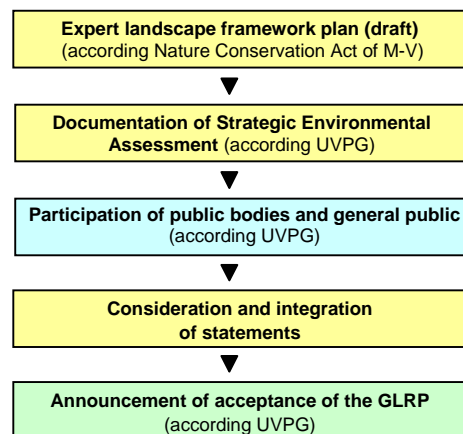 Expert landscape framework plan (draft)
(according Nature Conservation Act of M-V)
Documentation of Strategic Environmental
Assessment (according UVPG)
Participation of public bodies and general public
(according UVPG)
Consideration and integration
of statements
Announcement of acceptance of the GLRP
(according UVPG)